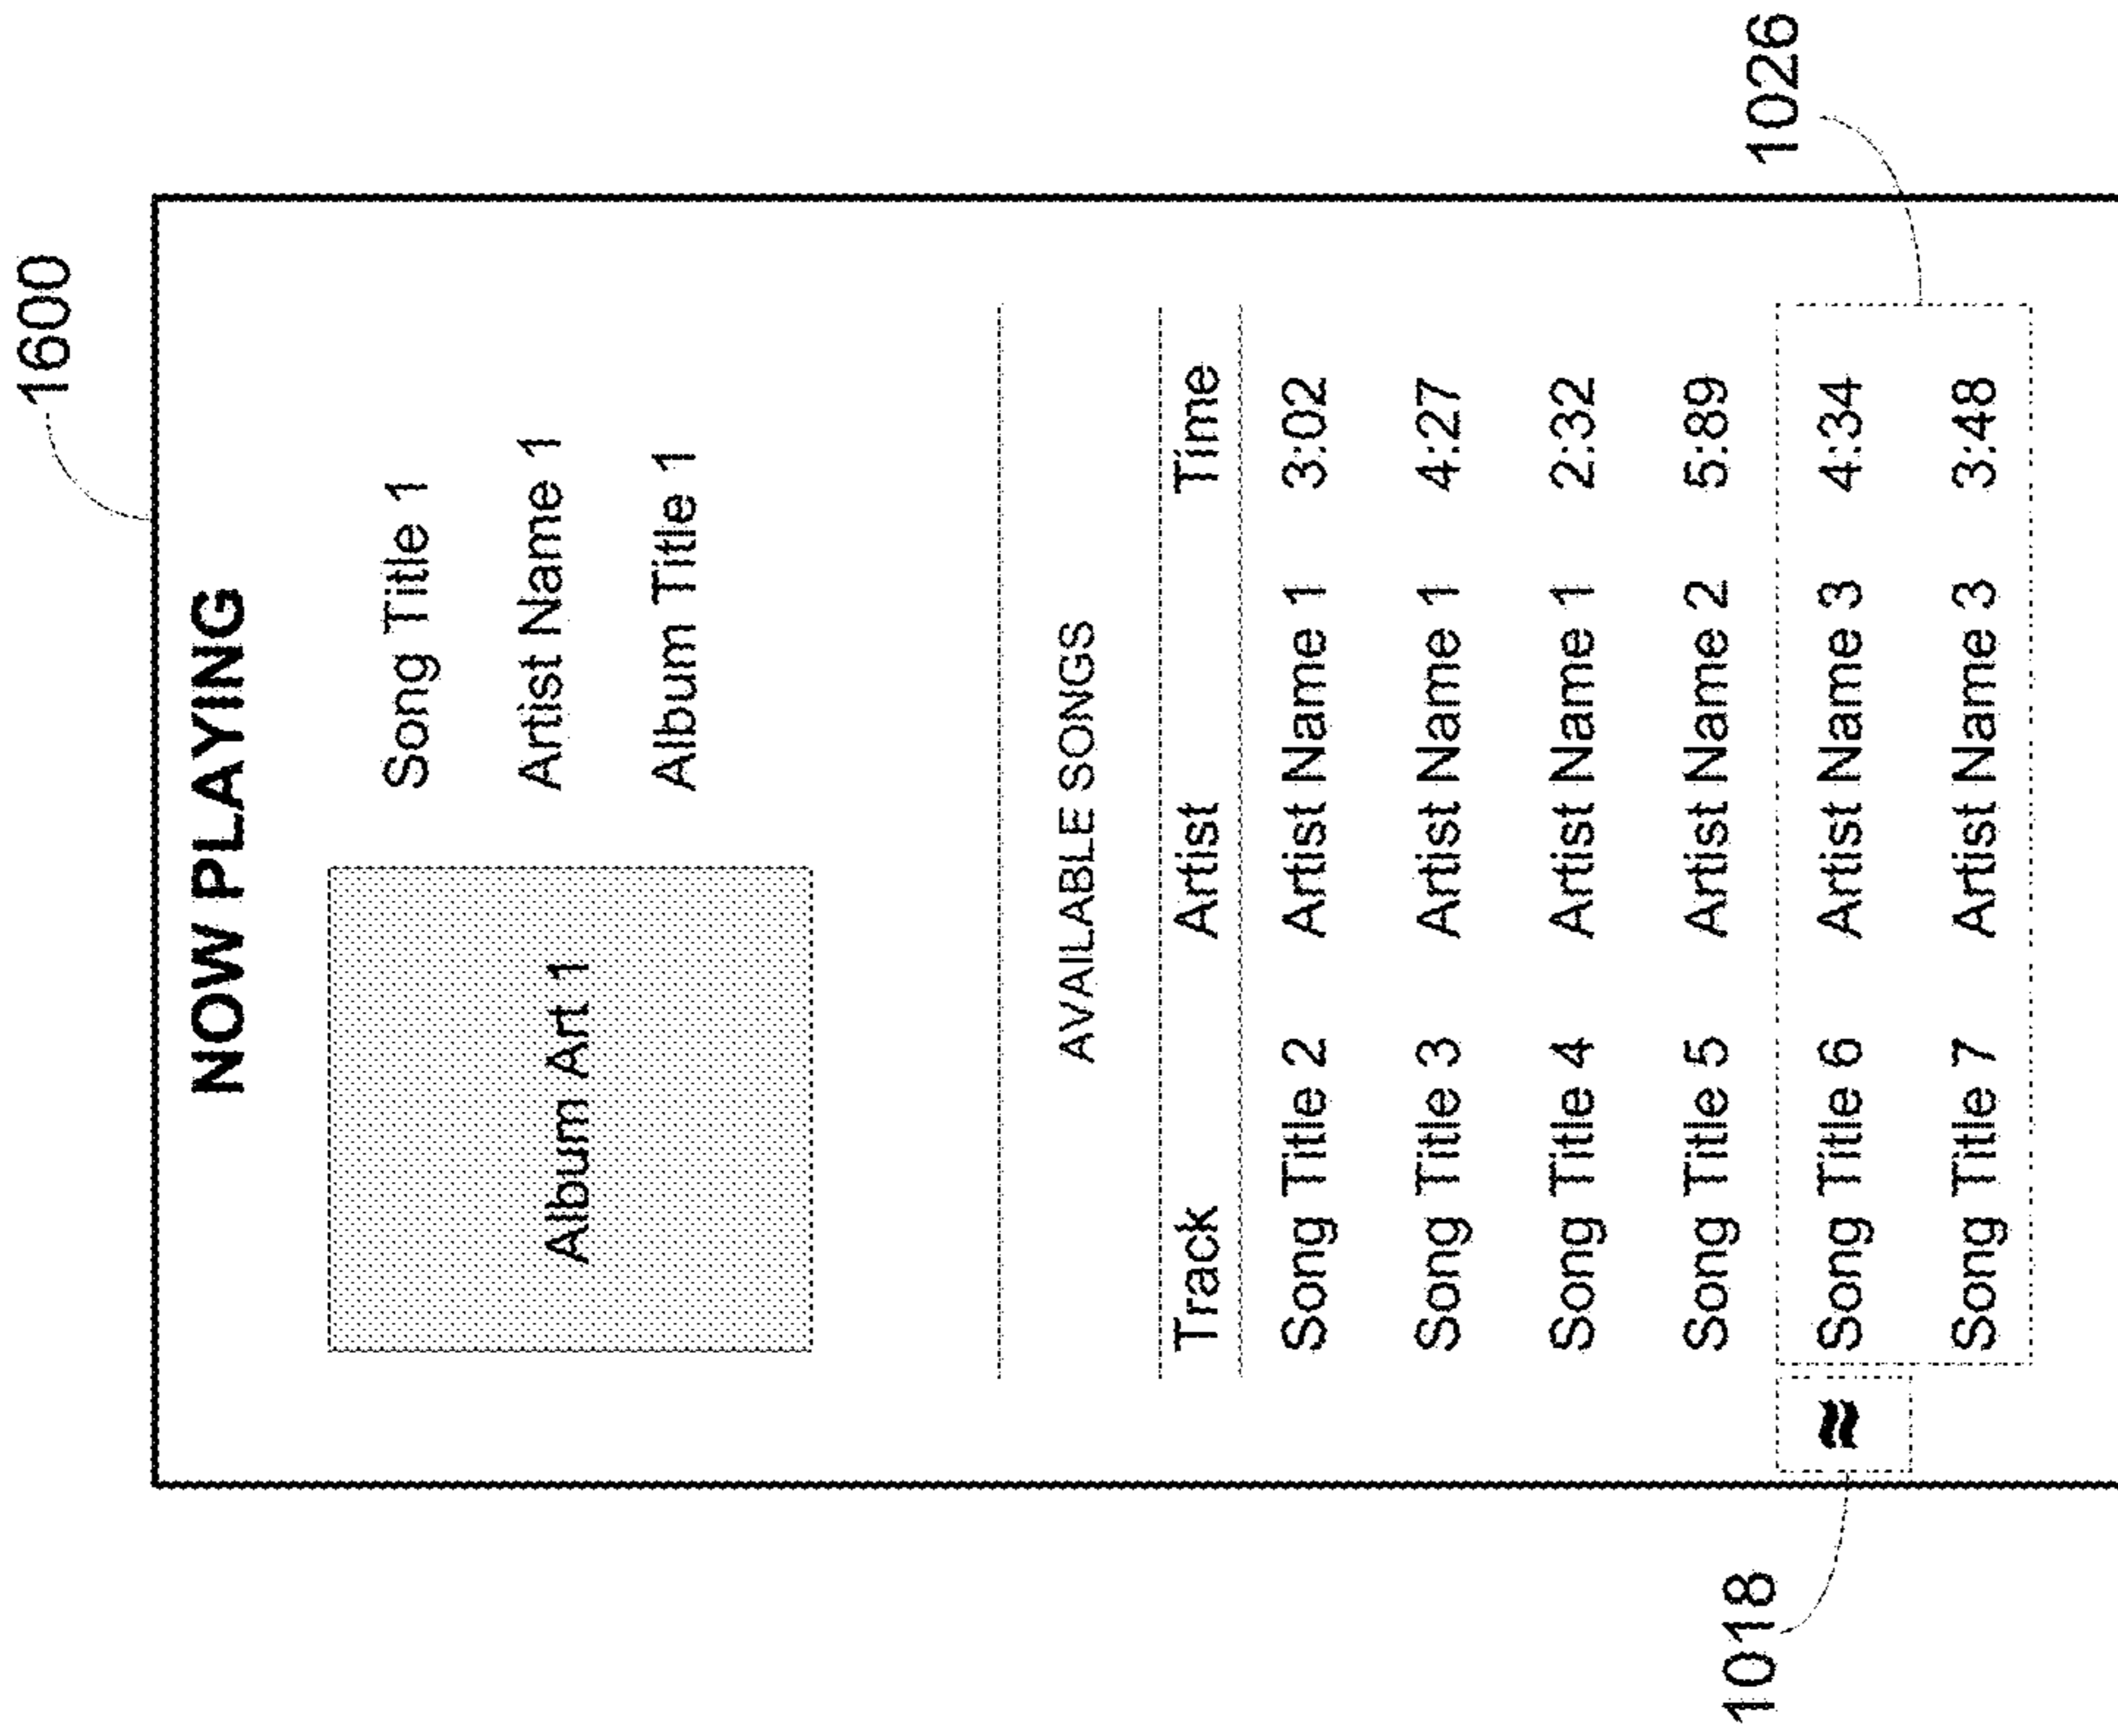 1600
NOW PLAYING
Album Art 1
Song Title 1
Artist Name 1
Album Title 1
AVAILABLE SONGS
Track Artist Time
Song Title 2 Artist Name 1 3:02
Song Title 3 Artist Name 1 4:27
Song Title 4 Artist Name 1 2:32
Song Title 5 Artist Name 2 5:89
1018 ≈ Song Title 6 Artist Name 3 4:34 1026
Song Title 7 Artist Name 3 3:48